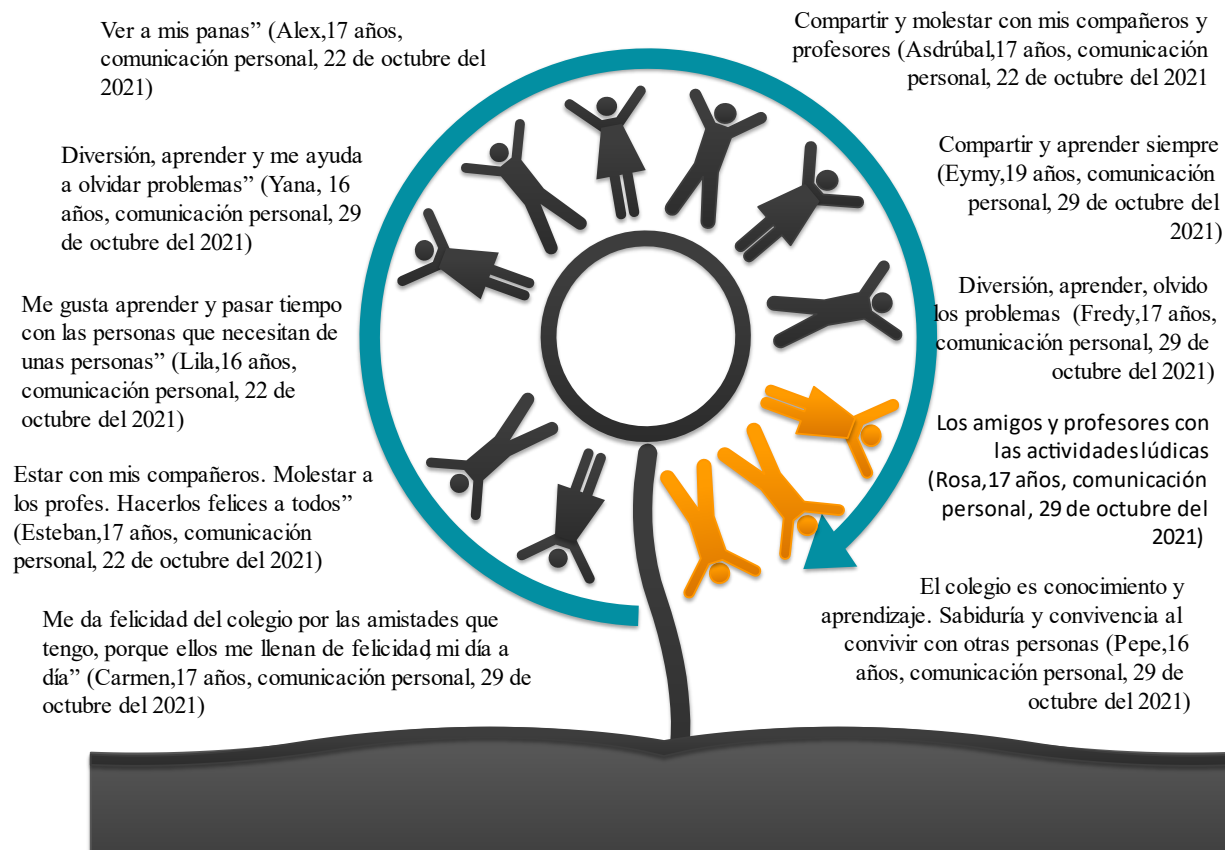 Ver a mis panas” (Alex,17 años,
comunicación personal, 22 de octubre del
2021)
Diversión, aprender y me ayuda
a olvidar problemas” (Yana, 16
años, comunicación personal, 29
de octubre del 2021)
Me gusta aprender y pasar tiempo
con las personas que necesitan de
unas personas” (Lila,16 años,
comunicación personal, 22 de
octubre del 2021)
Estar con mis compañeros. Molestar a
los profes. Hacerlos felices a todos”
(Esteban,17 años, comunicación
personal, 22 de octubre del 2021)
Me da felicidad del colegio por las amistades que
tengo, porque ellos me llenan de felicidad, mi día a
día” (Carmen,17 años, comunicación personal, 29 de
octubre del 2021)
Compartir y molestar con mis compañeros y
profesores (Asdrúbal,17 años, comunicación
personal, 22 de octubre del 2021
Compartir y aprender siempre
(Eymy,19 años, comunicación
personal, 29 de octubre del
2021)
Diversión, aprender, olvido
los problemas (Fredy,17 años,
comunicación personal, 29 de
octubre del 2021)
Los amigos y profesores con
las actividades lúdicas
(Rosa,17 años, comunicación
personal, 29 de octubre del
2021)
El colegio es conocimiento y
aprendizaje. Sabiduría y convivencia al
convivir con otras personas (Pepe,16
años, comunicación personal, 29 de
octubre del 2021)